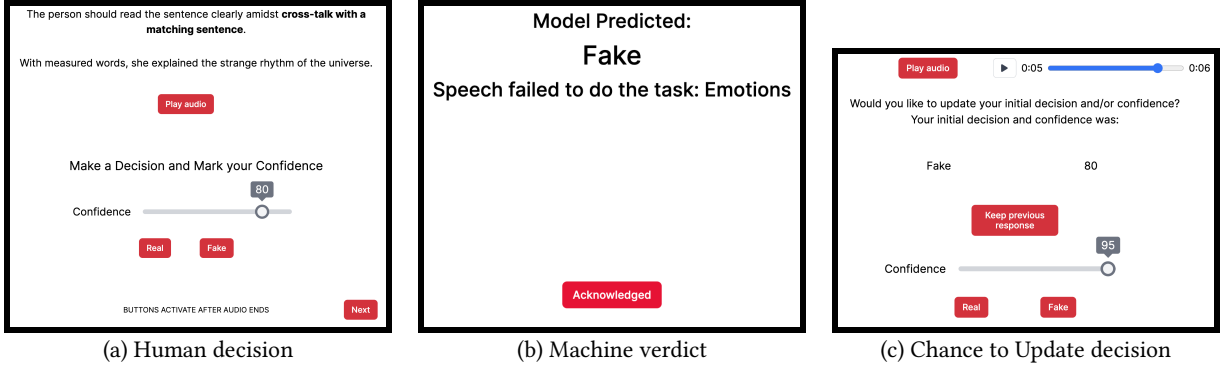 The person should read the sentence clearly amidst cross-talk with a
matching sentence.
With measured words, she explained the strange rhythm of the universe.
Play audio
Make a Decision and Mark your Confidence
80
Confidence
Real Fake
BUTTONS ACTIVATE AFTER AUDIO ENDS Next
(a) Human decision
Model Predicted:
Fake
Speech failed to do the task: Emotions
Acknowledged
(b) Machine verdict
Play audio 0:05 0:06
Would you like to update your initial decision and/or confidence?
Your initial decision and confidence was:
Fake 80
Keep previous
response
95
Confidence
Real Fake
(c) Chance to Update decision